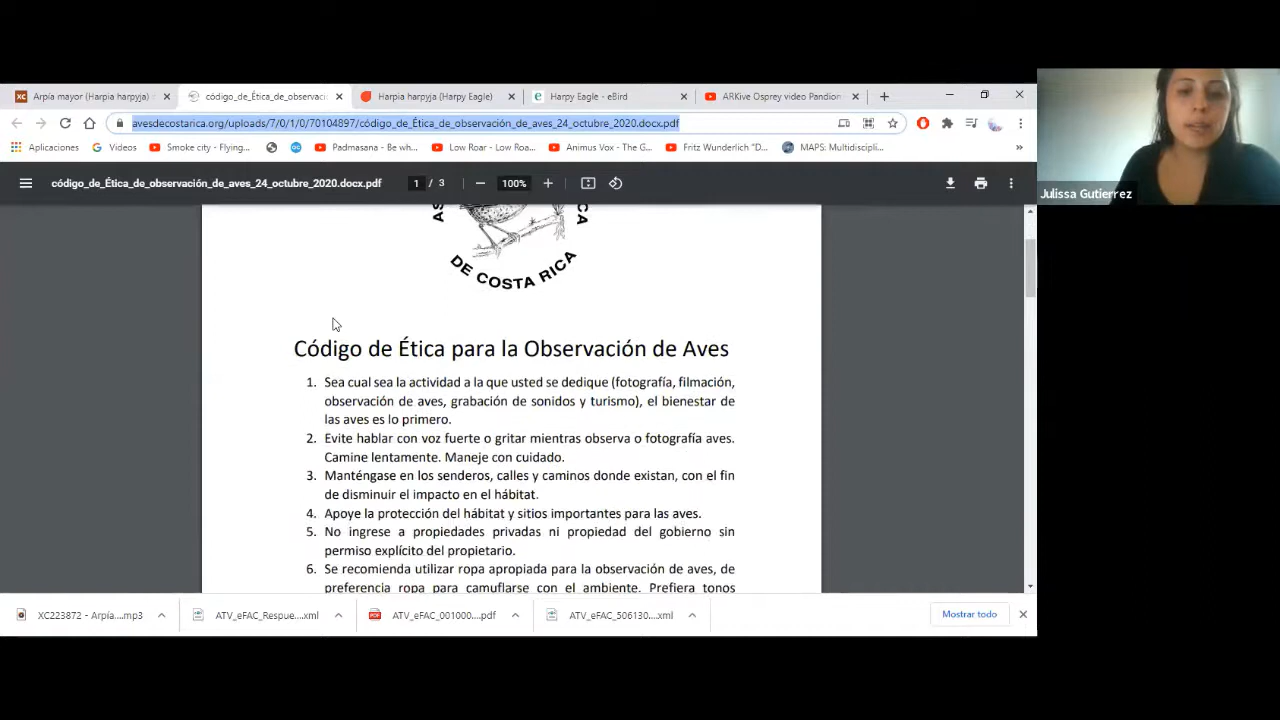 Arpía mayor (Harpia harpyja)
código_de_Ética_de_observaci
Harpia harpyja (Harpy Eagle)
Harpy Eagle - eBird
ARKive Osprey video Pandion
avesdecostarica.org/uploads/7/0/1/0/70104897/código_de_Ética_de_observación_de_aves_24_octubre_2020.docx.pdf
Aplicaciones
Videos
Smoke city - Flying...
Padmasana - Be wh...
Low Roar - Low Roa...
Animus Vox - The G...
Fritz Wunderlich "D...
MAPS: Multidiscipli...
»
código_de_Ética_de_observación_de_aves_24_octubre_2020.docx.pdf
1 / 3
100%
Julissa Gutierrez
AS
CA
DE COSTA RICA
Código de Ética para la Observación de Aves
1. Sea cual sea la actividad a la que usted se dedique (fotografía, filmación,
observación de aves, grabación de sonidos y turismo), el bienestar de
las aves es lo primero.
2. Evite hablar con voz fuerte o gritar mientras observa o fotografía aves.
Camine lentamente. Maneje con cuidado.
3. Manténgase en los senderos, calles y caminos donde existan, con el fin
de disminuir el impacto en el hábitat.
4. Apoye la protección del hábitat y sitios importantes para las aves.
5. No ingrese a propiedades privadas ni propiedad del gobierno sin
permiso explícito del propietario.
6. Se recomienda utilizar ropa apropiada para la observación de aves, de
preferencia ropa para camuflarse con el ambiente. Prefiera tonos
XC223872 - Arpía....mp3
ATV_eFAC_Respue....xml
ATV_eFAC_001000....pdf
ATV_eFAC_506130....xml
Mostrar todo